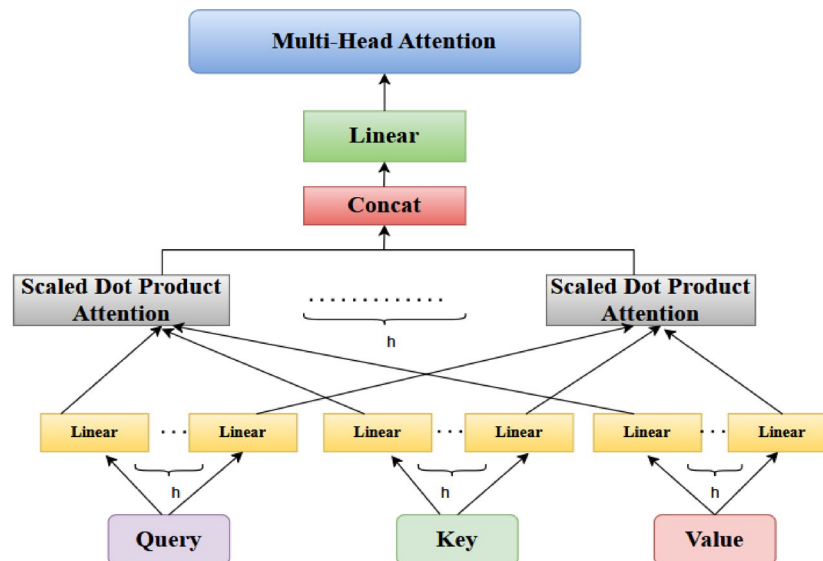 Multi-Head Attention
Linear
Concat
Scaled Dot Product
Attention
.............
h
Scaled Dot Product
Attention
Linear
...
Linear
Linear
...
Linear
Linear
...
Linear
h
h
h
Query
Key
Value